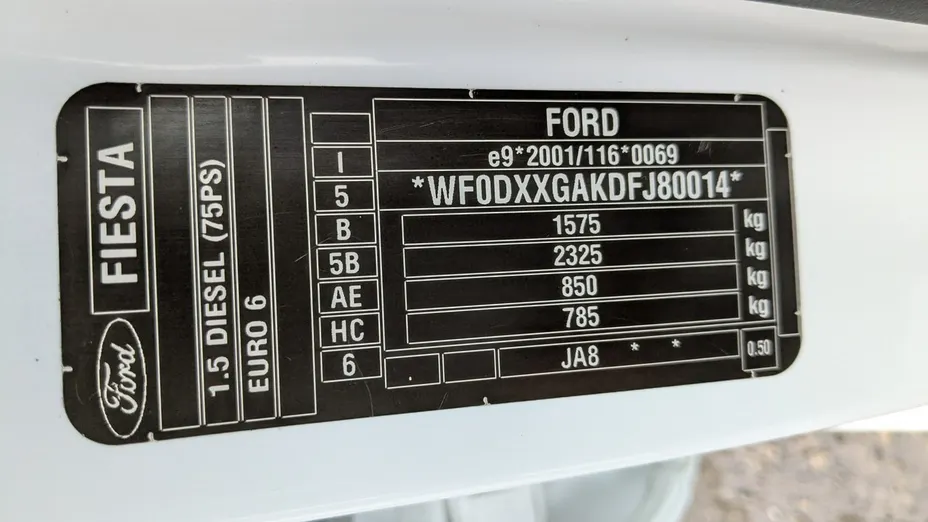 FORD
e9*2001/116*0069
*WF0DXXGAKDFJ80014*
1575 kg
2325 kg
850 kg
785 kg
JA8 * * 0.50
I
5
B
5B
AE
HC
6
FIESTA
Ford
1.5 DIESEL (75PS)
EURO 6